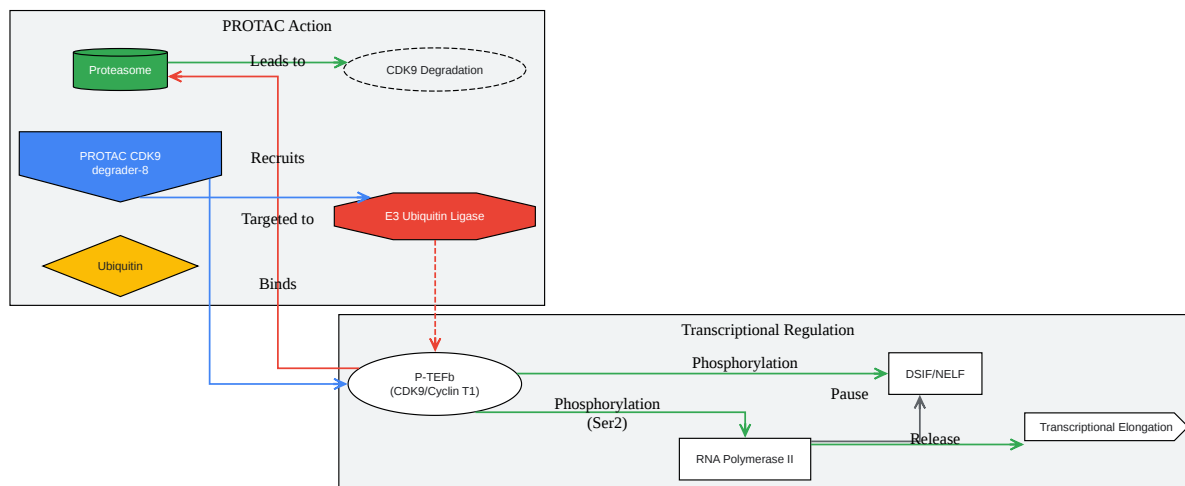 PROTAC Action
Proteasome
Leads to
CDK9 Degradation
PROTAC CDK9
degrader-8
Recruits
Targeted to
E3 Ubiquitin Ligase
Ubiquitin
Binds
Transcriptional Regulation
P-TEFb
(CDK9/Cyclin T1)
Phosphorylation
DSIF/NELF
Pause
Phosphorylation
(Ser2)
RNA Polymerase II
Release
Transcriptional Elongation